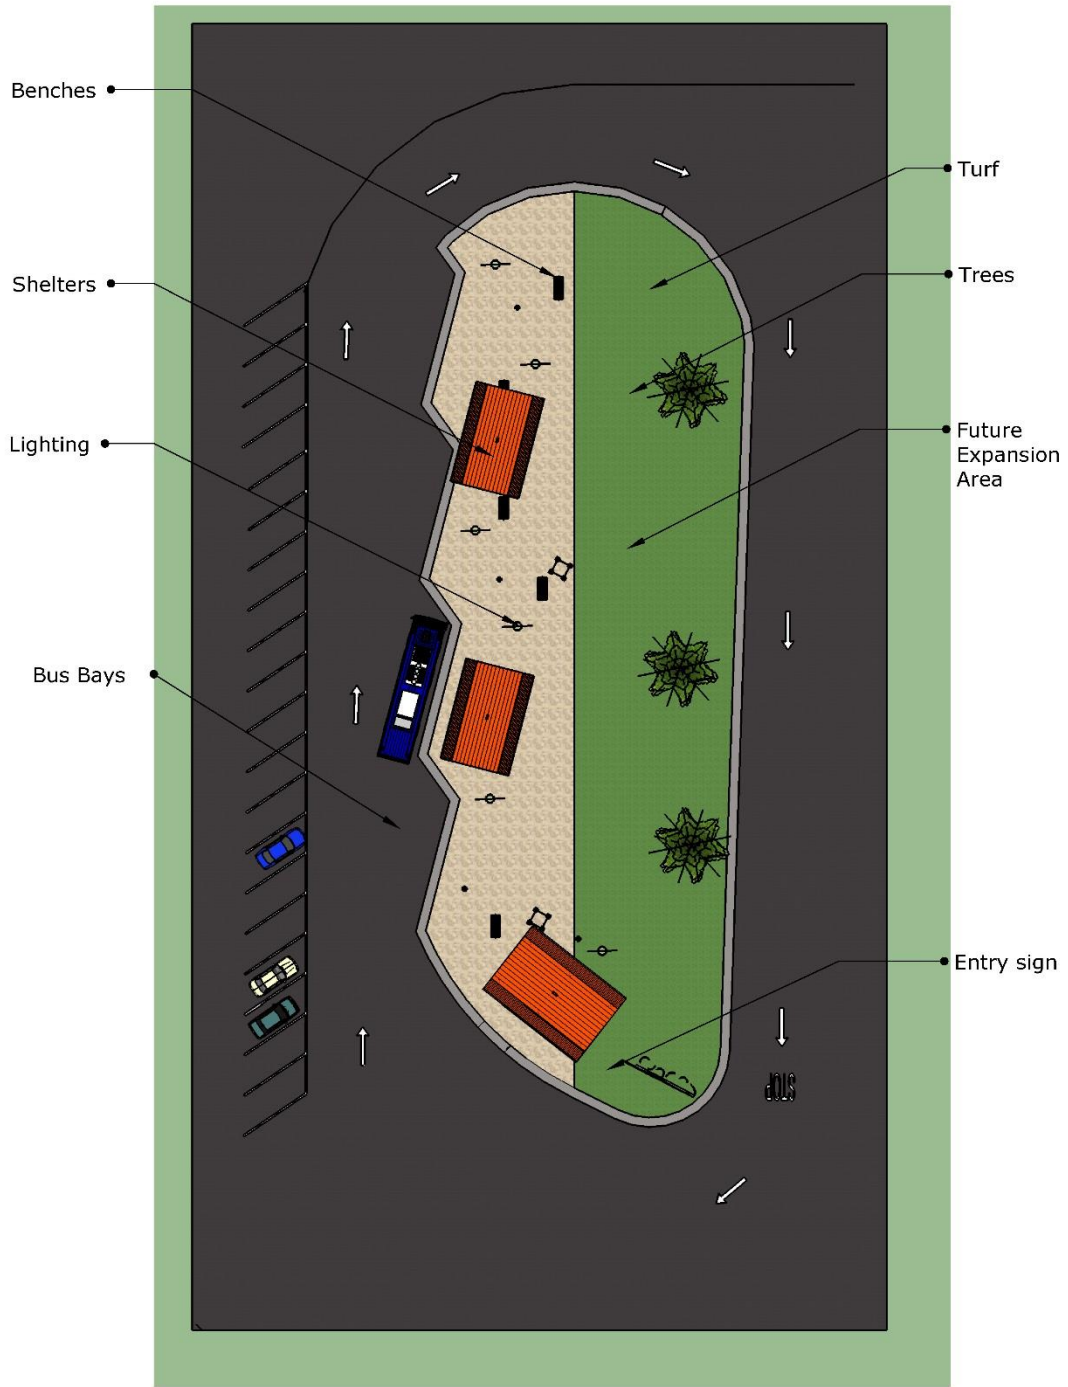 Benches
Turf
Trees
Shelters
Future
Expansion
Area
Lighting
Bus Bays
Entry sign
STOP